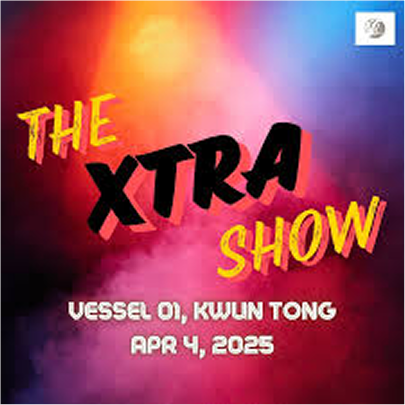 THE
XTRA
SHOW
VESSEL 01, KWUN TONG
APR 4, 2025